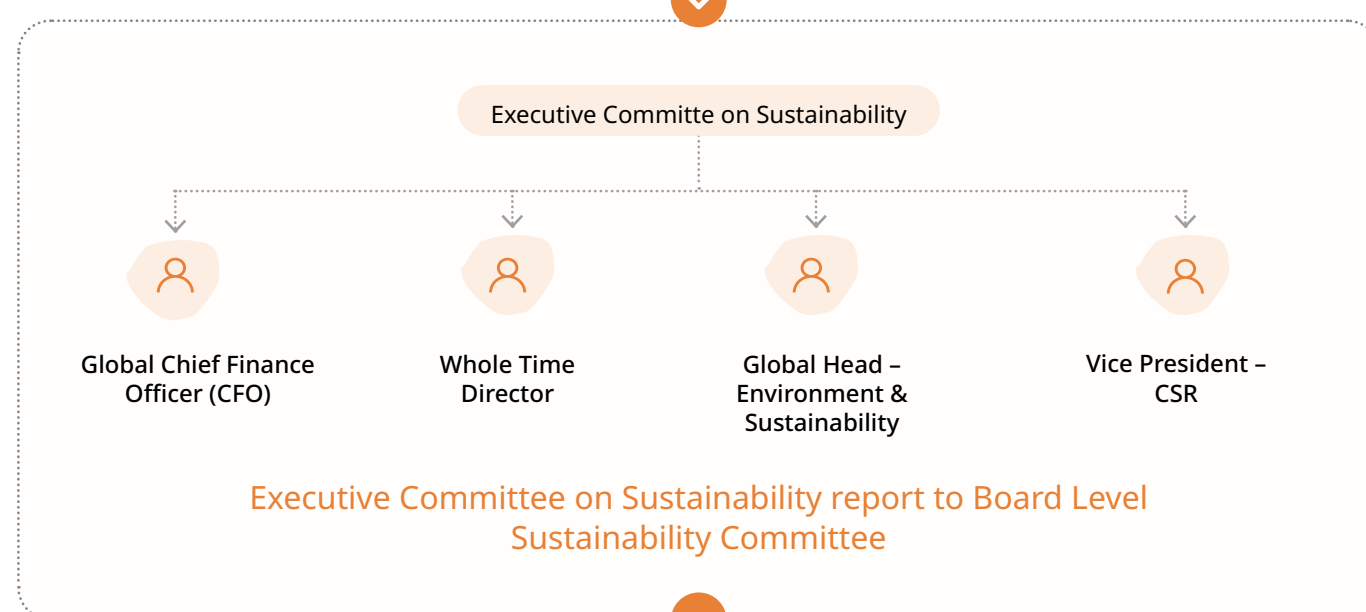 Executive Committe on Sustainability
Global Chief Finance
Officer (CFO)
Whole Time
Director
Global Head –
Environment &
Sustainability
Vice President –
CSR
Executive Committee on Sustainability report to Board Level
Sustainability Committee